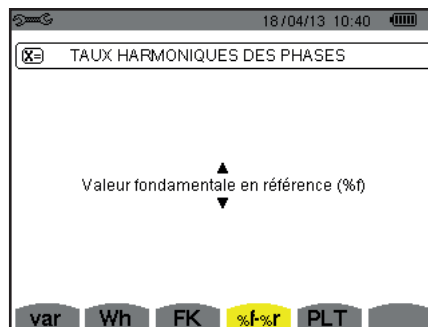 18/04/13 10:40
X= TAUX HARMONIQUES DES PHASES
Valeur fondamentale en référence (%f)
var Wh FK %f-%r PLT